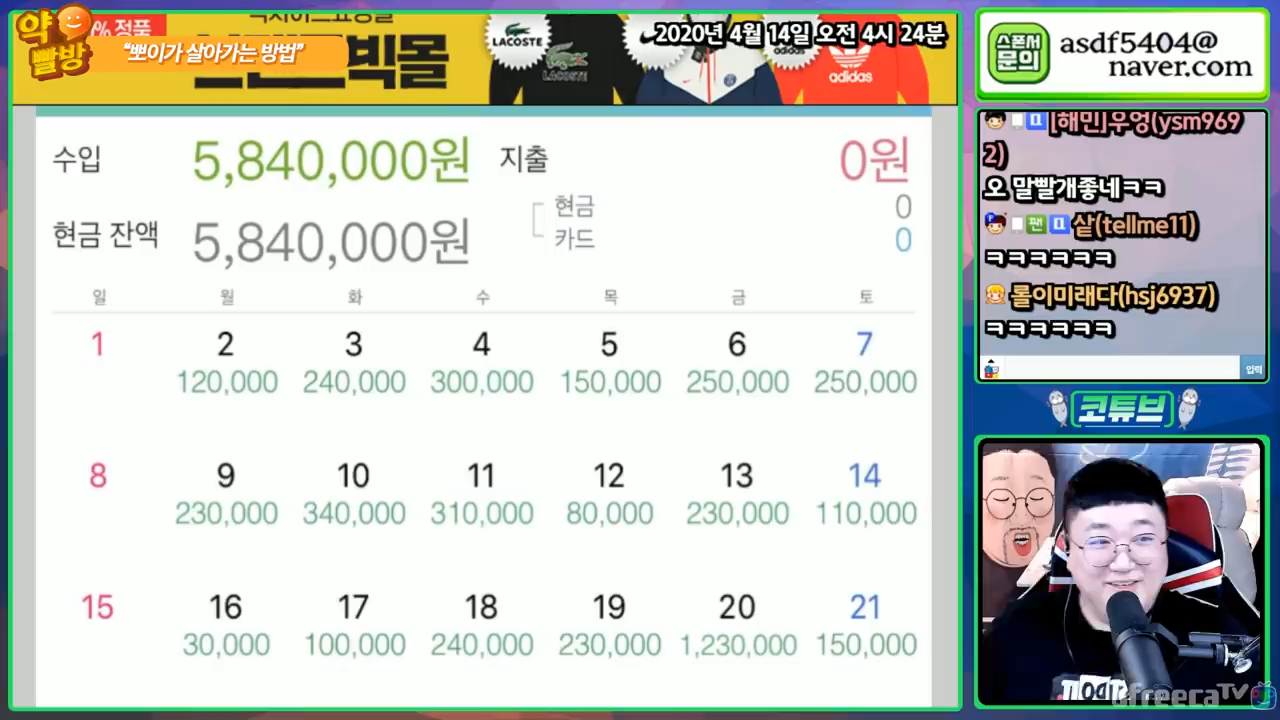 약빨방
% 정품
“뽀이가 살아가는 방법”
빅몰
LACOSTE
LACOSTE
adidas
adidas
2020년 4월 14일 오전 4시 24분
스폰서
문의
asdf5404@
naver.com
수입 5,840,000원 지출 0원
현금 0
현금 잔액 5,840,000원
카드 0
일 월 화 수 목 금 토
1 2 3 4 5 6 7
120,000 240,000 300,000 150,000 250,000 250,000
8 9 10 11 12 13 14
230,000 340,000 310,000 80,000 230,000 110,000
15 16 17 18 19 20 21
30,000 100,000 240,000 230,000 1,230,000 150,000
[해민]우엉(ysm969
2)
오 말빨개좋네ㅋㅋ
팬 샅(tellme11)
ㅋㅋㅋㅋㅋㅋ
롤이미래다(hsj6937)
ㅋㅋㅋㅋㅋㅋ
입력
코튜브
afreecaTV